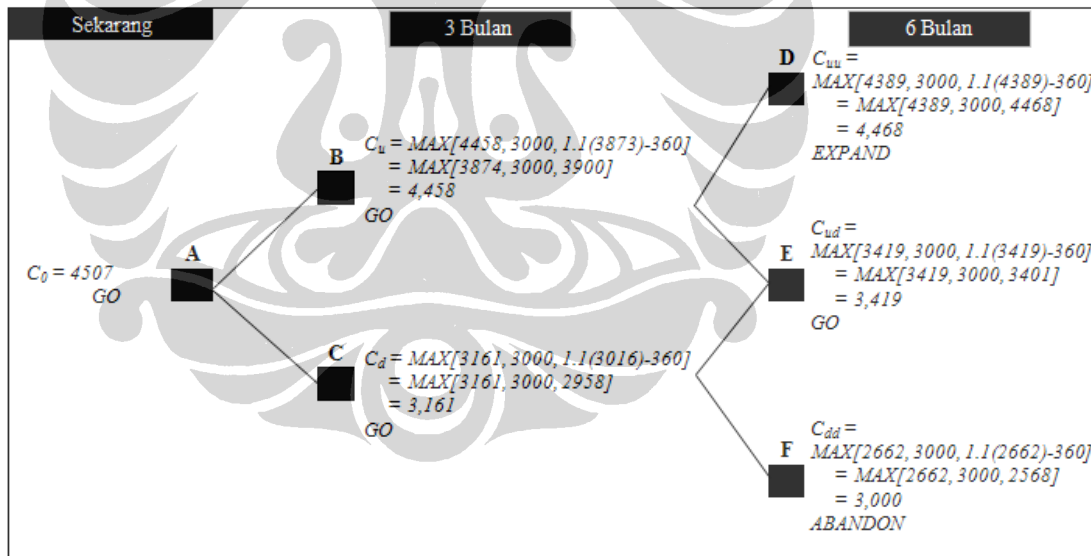 Sekarang
3 Bulan
6 Bulan
A
C₀ = 4507
GO
B
Cᵤ = MAX[4458, 3000, 1.1(3873)-360]
= MAX[3874, 3000, 3900]
= 4,458
GO
C
C_d = MAX[3161, 3000, 1.1(3016)-360]
= MAX[3161, 3000, 2958]
= 3,161
GO
D
Cᵤᵤ =
MAX[4389, 3000, 1.1(4389)-360]
= MAX[4389, 3000, 4468]
= 4,468
EXPAND
E
C_ud =
MAX[3419, 3000, 1.1(3419)-360]
= MAX[3419, 3000, 3401]
= 3,419
GO
F
C_dd =
MAX[2662, 3000, 1.1(2662)-360]
= MAX[2662, 3000, 2568]
= 3,000
ABANDON